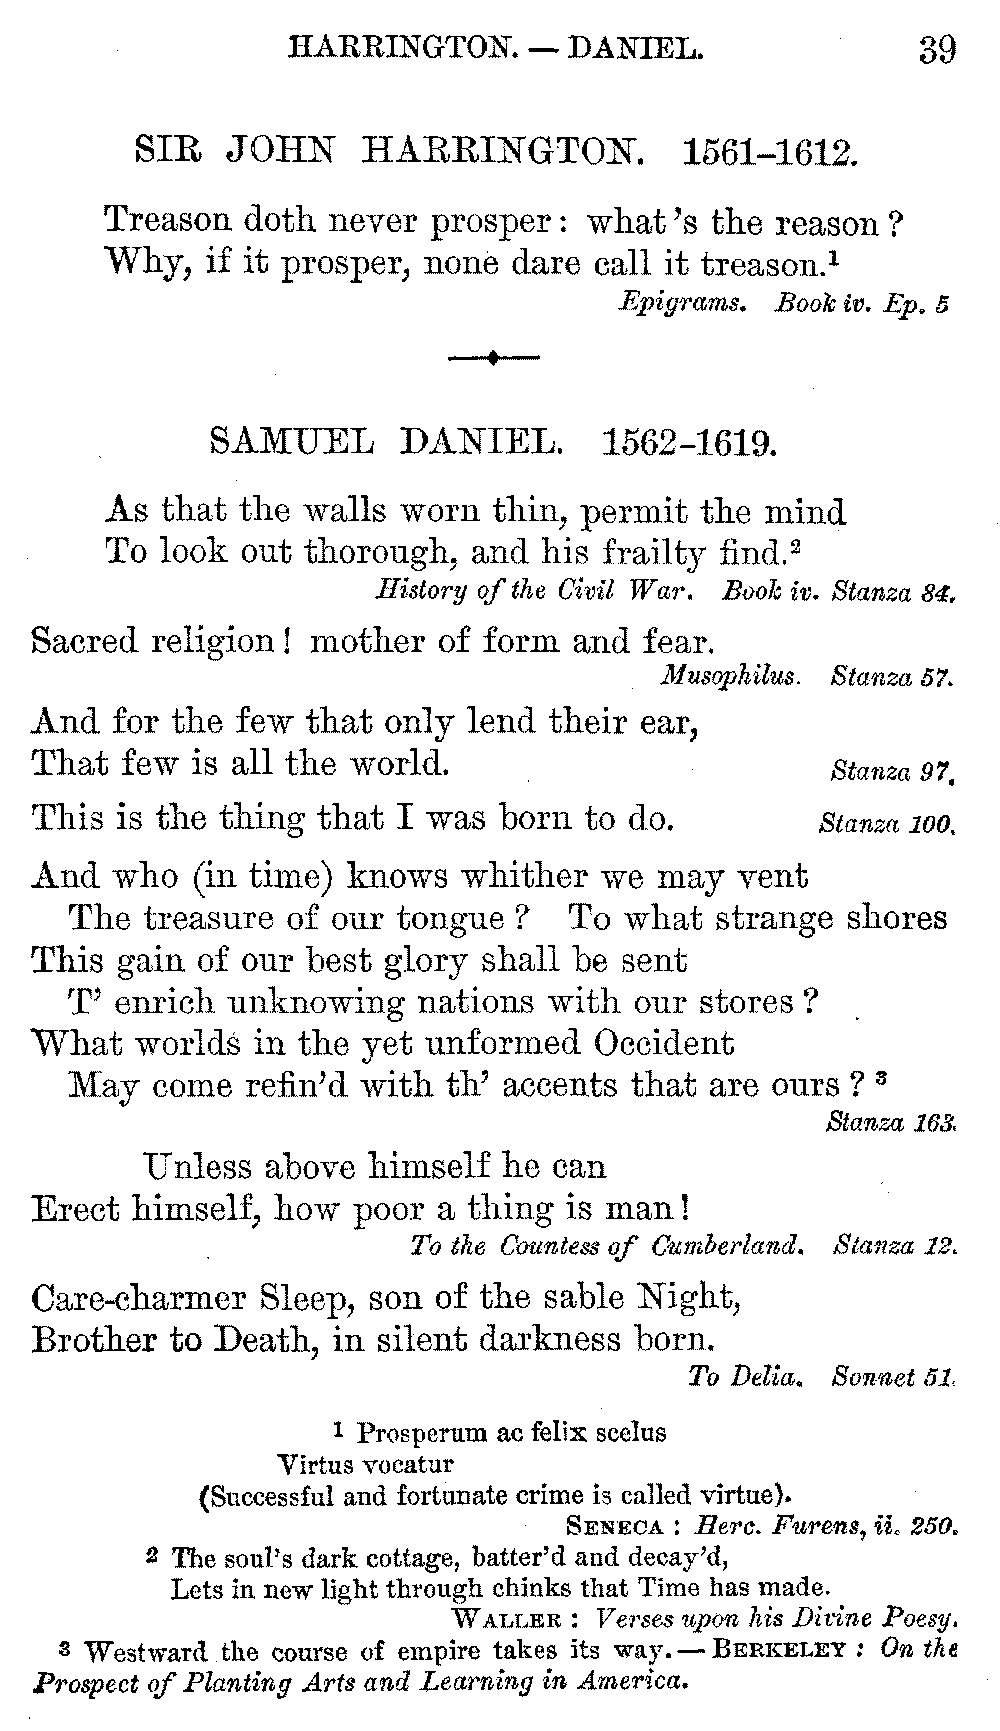 HARRINGTON. — DANIEL. 39
SIR JOHN HARRINGTON. 1561–1612.
Treason doth never prosper: what 's the reason?
Why, if it prosper, none dare call it treason.¹
Epigrams. Book iv. Ep. 5
SAMUEL DANIEL. 1562–1619.
As that the walls worn thin, permit the mind
To look out thorough, and his frailty find.²
History of the Civil War. Book iv. Stanza 84.
Sacred religion! mother of form and fear.
Musophilus. Stanza 57.
And for the few that only lend their ear,
That few is all the world. Stanza 97.
This is the thing that I was born to do. Stanza 100.
And who (in time) knows whither we may vent
The treasure of our tongue? To what strange shores
This gain of our best glory shall be sent
T' enrich unknowing nations with our stores?
What worlds in the yet unformed Occident
May come refin'd with th' accents that are ours?³
Stanza 163.
Unless above himself he can
Erect himself, how poor a thing is man!
To the Countess of Cumberland. Stanza 12.
Care-charmer Sleep, son of the sable Night,
Brother to Death, in silent darkness born.
To Delia. Sonnet 51.
1 Prosperum ac felix scelus
Virtus vocatur
(Successful and fortunate crime is called virtue).
SENECA: Herc. Furens, ii. 250.
2 The soul's dark cottage, batter'd and decay'd,
Lets in new light through chinks that Time has made.
WALLER: Verses upon his Divine Poesy.
3 Westward the course of empire takes its way.— BERKELEY: On the
Prospect of Planting Arts and Learning in America.